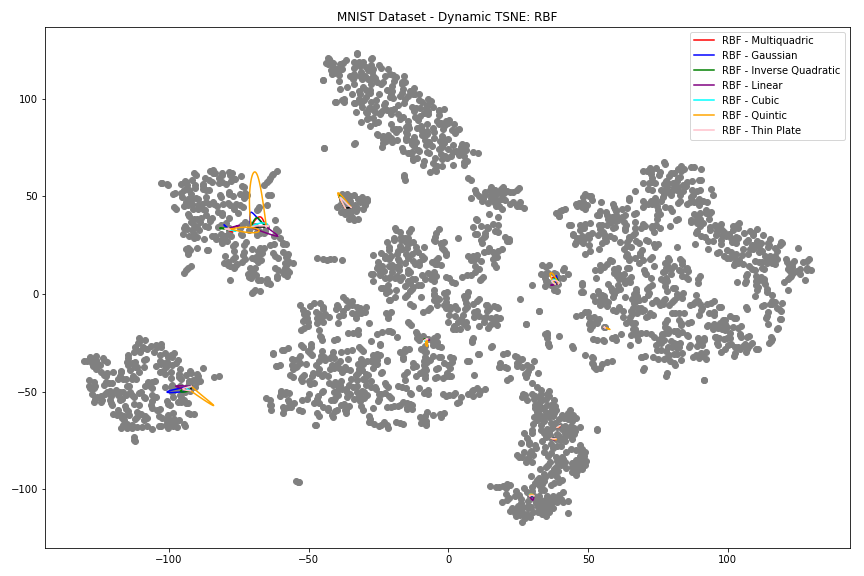 MNIST Dataset - Dynamic TSNE: RBF
RBF - Multiquadric
RBF - Gaussian
RBF - Inverse Quadratic
RBF - Linear
RBF - Cubic
RBF - Quintic
RBF - Thin Plate
100
50
0
−50
−100
−100
−50
0
50
100